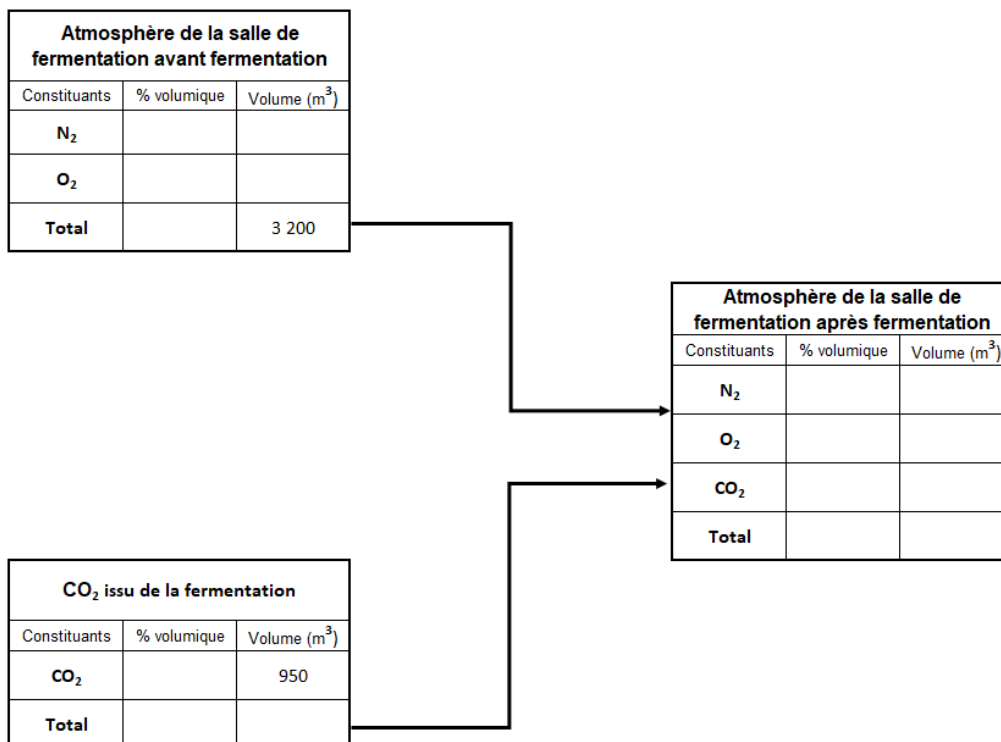 Atmosphère de la salle de
fermentation avant fermentation
Constituants % volumique Volume (m³)
N₂
O₂
Total 3 200
Atmosphère de la salle de
fermentation après fermentation
Constituants % volumique Volume (m³)
N₂
O₂
CO₂
Total
CO₂ issu de la fermentation
Constituants % volumique Volume (m³)
CO₂ 950
Total